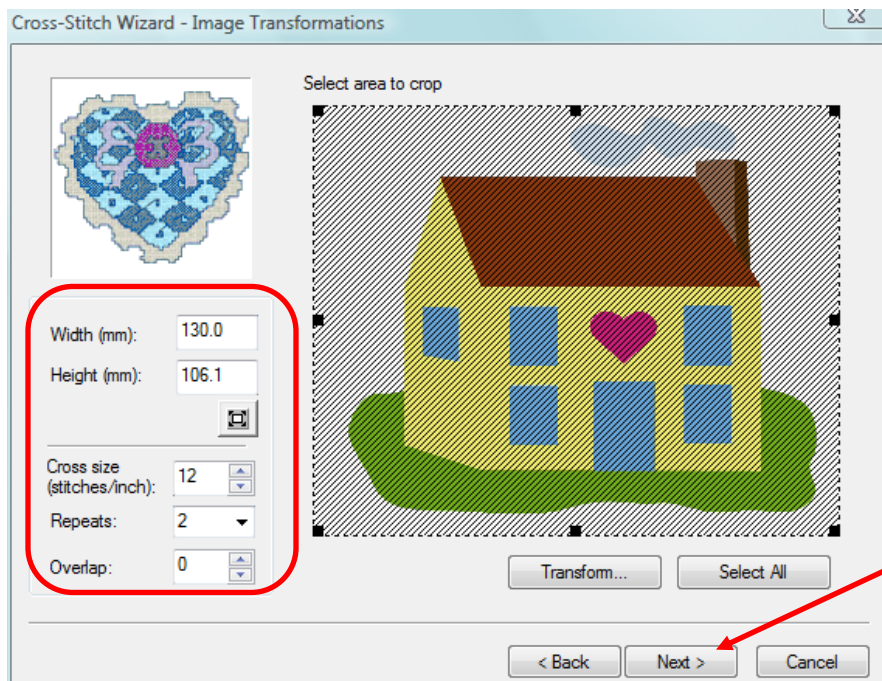 Cross-Stitch Wizard - Image Transformations
Select area to crop
Width (mm): 130.0
Height (mm): 106.1
Cross size
(stitches/inch): 12
Repeats: 2
Overlap: 0
Transform... Select All
< Back Next > Cancel